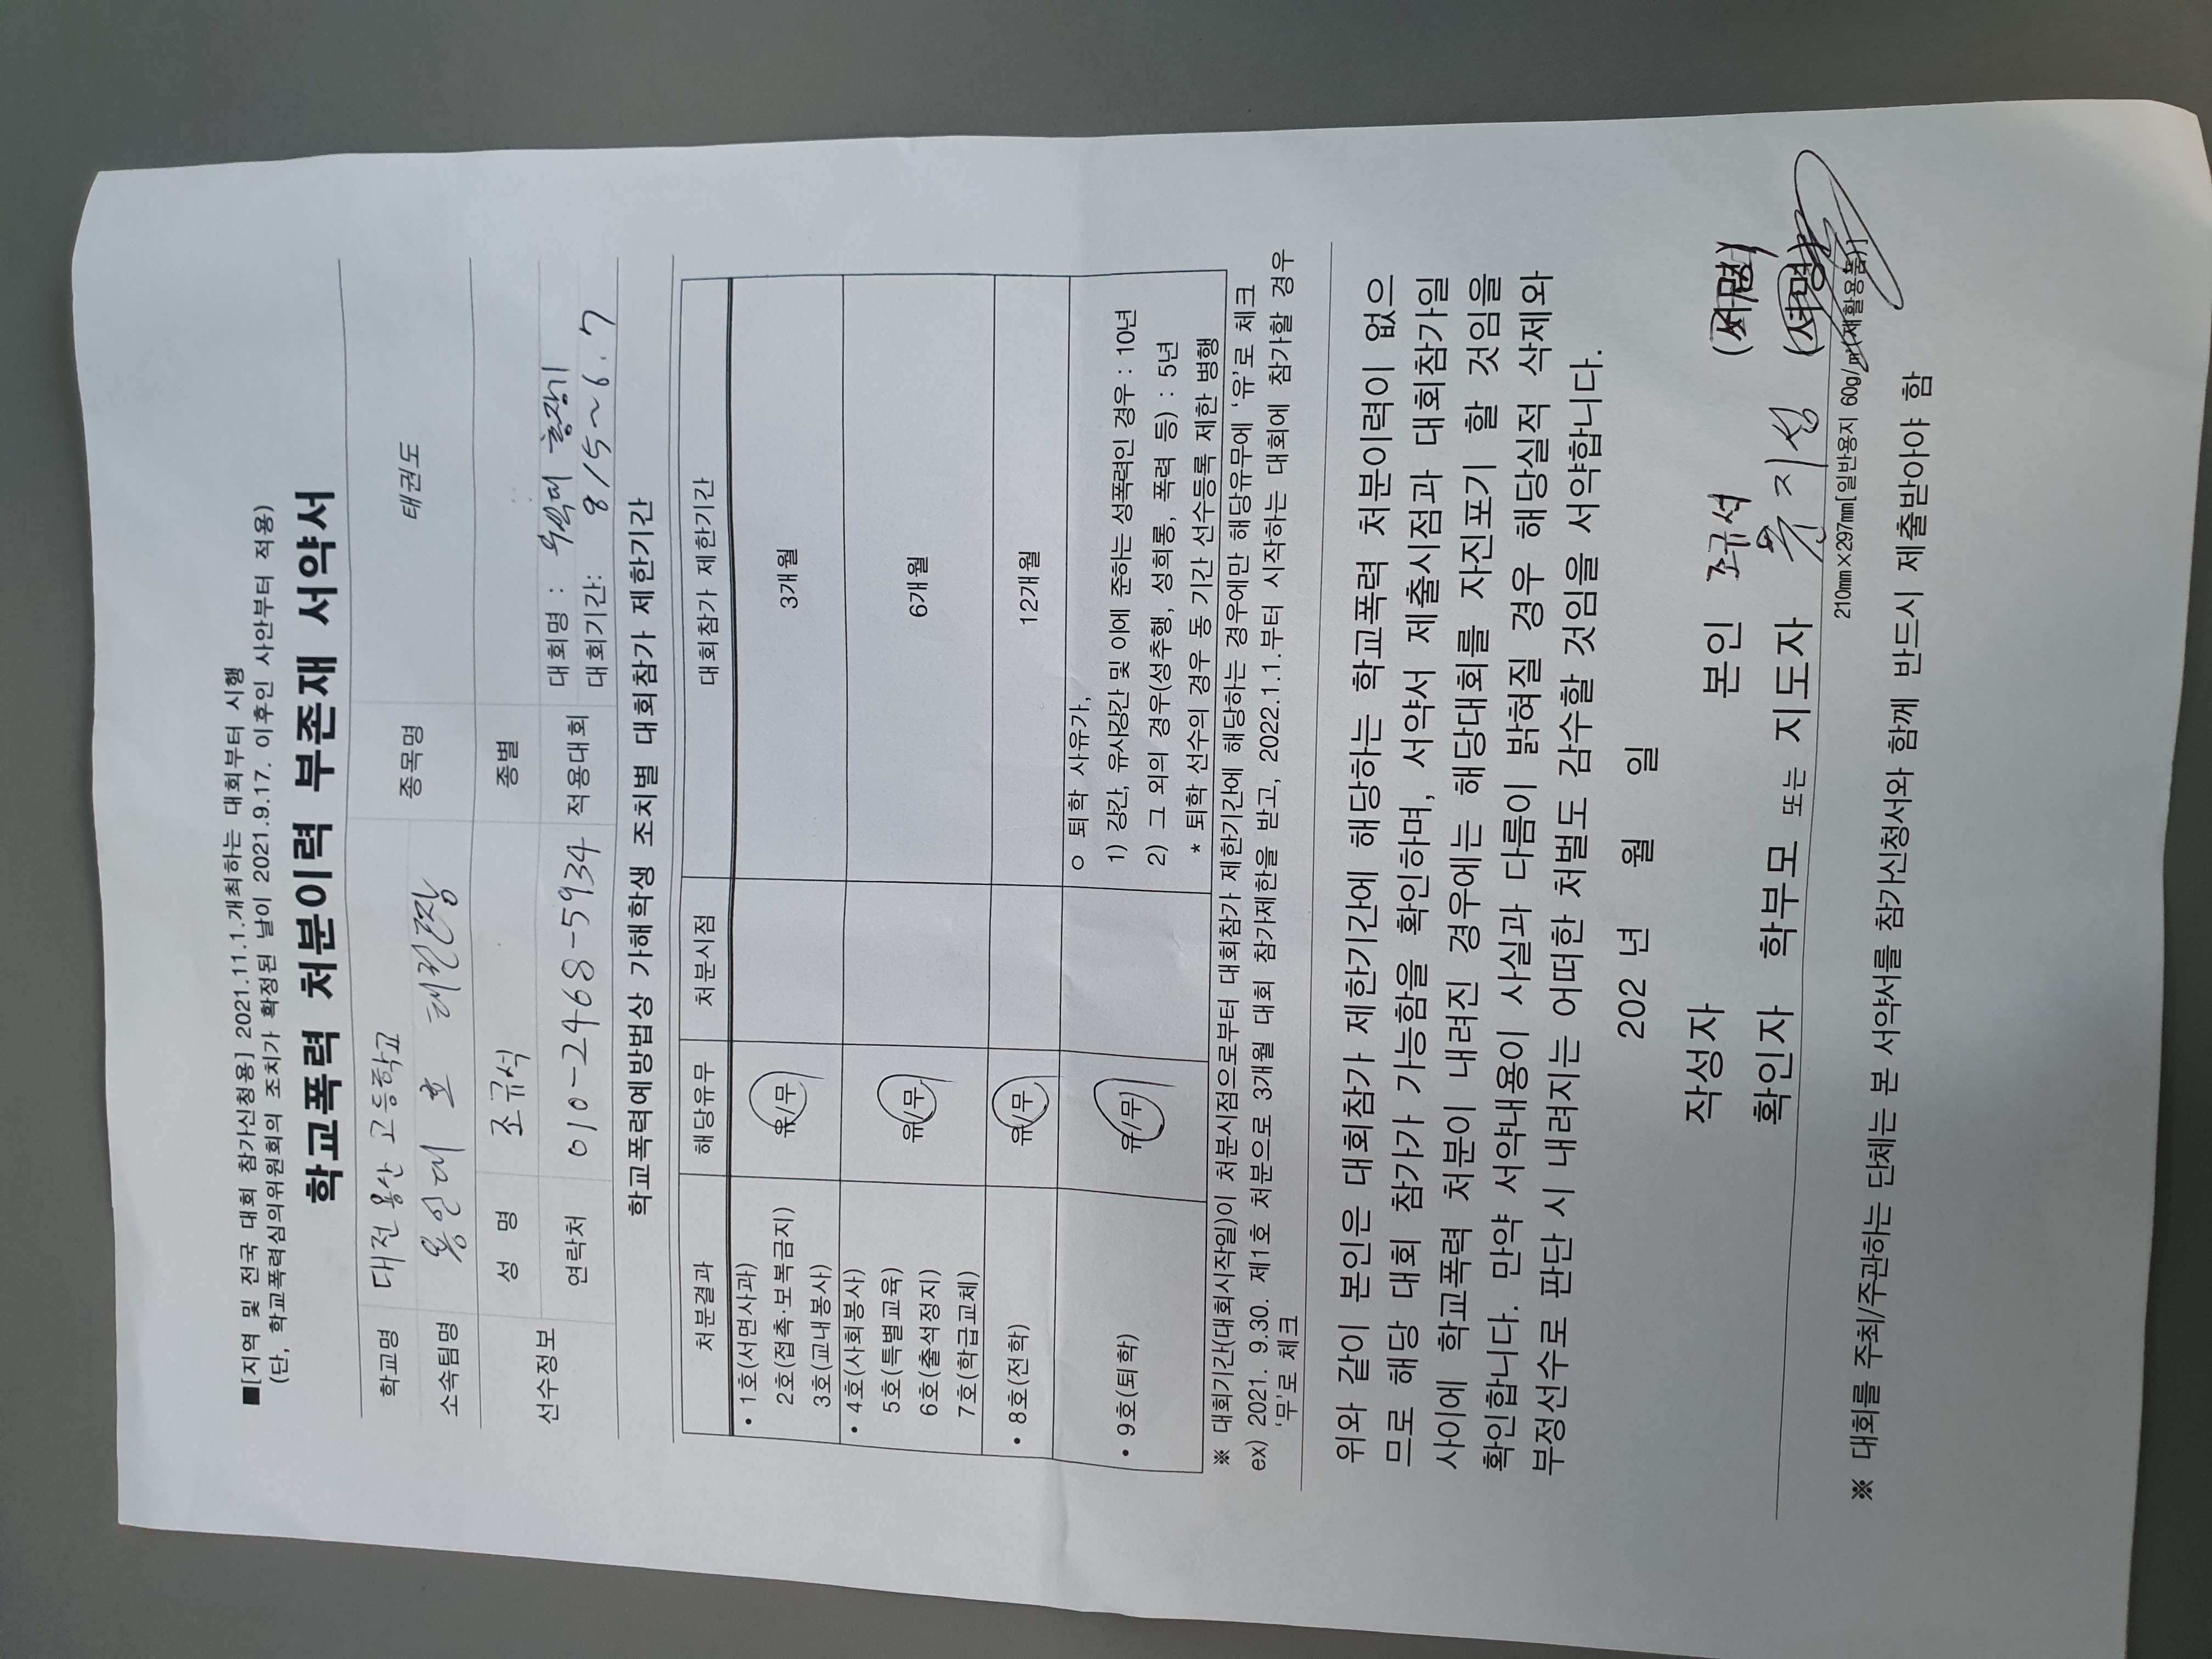 ■[지역 및 전국 대회 참가신청용] 2021.11.1.개최하는 대회부터 시행
(단, 학교폭력심의위원회의 조치가 확정된 날이 2021.9.17. 이후인 사안부터 적용)
학교폭력 처분이력 부존재 서약서
학교명 대전 용산 고등학교 종목명 태권도
소속팀명 용인대 호 태권도장
선수정보 성 명 조규석 종별
대회명 :
연락처 010-2468-5934 적용대회
대회기간: 8/5~6.7
학교폭력예방법상 가해학생 조치별 대회참가 제한기간
처분결과 해당유무 처분시점 대회참가 제한기간
• 1호(서면사과)
2호(접촉·보복금지) 유/무 3개월
3호(교내봉사)
• 4호(사회봉사)
5호(특별교육) 유/무 6개월
6호(출석정지)
7호(학급교체)
• 8호(전학) 유/무 12개월
• 9호(퇴학) 유/무
ㅇ 퇴학 사유가,
1) 강간, 유사강간 및 이에 준하는 성폭력인 경우 : 10년
2) 그 외의 경우(성추행, 성희롱, 폭력 등) : 5년
* 퇴학 선수의 경우 동 기간 선수등록 제한 병행
※ 대회기간(대회시작일)이 처분시점으로부터 대회참가 제한기간에 해당하는 경우에만 해당유무에 ‘유’로 체크
ex) 2021. 9.30. 제1호 처분으로 3개월 대회 참가제한을 받고, 2022.1.1.부터 시작하는 대회에 참가할 경우
‘무’로 체크
위와 같이 본인은 대회참가 제한기간에 해당하는 학교폭력 처분이력이 없으
므로 해당 대회 참가가 가능함을 확인하며, 서약서 제출시점과 대회참가일
사이에 학교폭력 처분이 내려진 경우에는 해당대회를 자진포기 할 것임을
확인합니다. 만약 서약내용이 사실과 다름이 밝혀질 경우 해당실적 삭제와
부정선수로 판단 시 내려지는 어떠한 처벌도 감수할 것임을 서약합니다.
202 년 월 일
작성자 본인 조규석 (서명)
확인자 학부모 또는 지도자 윤지성 (서명)
210㎜×297㎜[일반용지 60g/㎡(재활용품)]
※ 대회를 주최/주관하는 단체는 본 서약서를 참가신청서와 함께 반드시 제출받아야 함